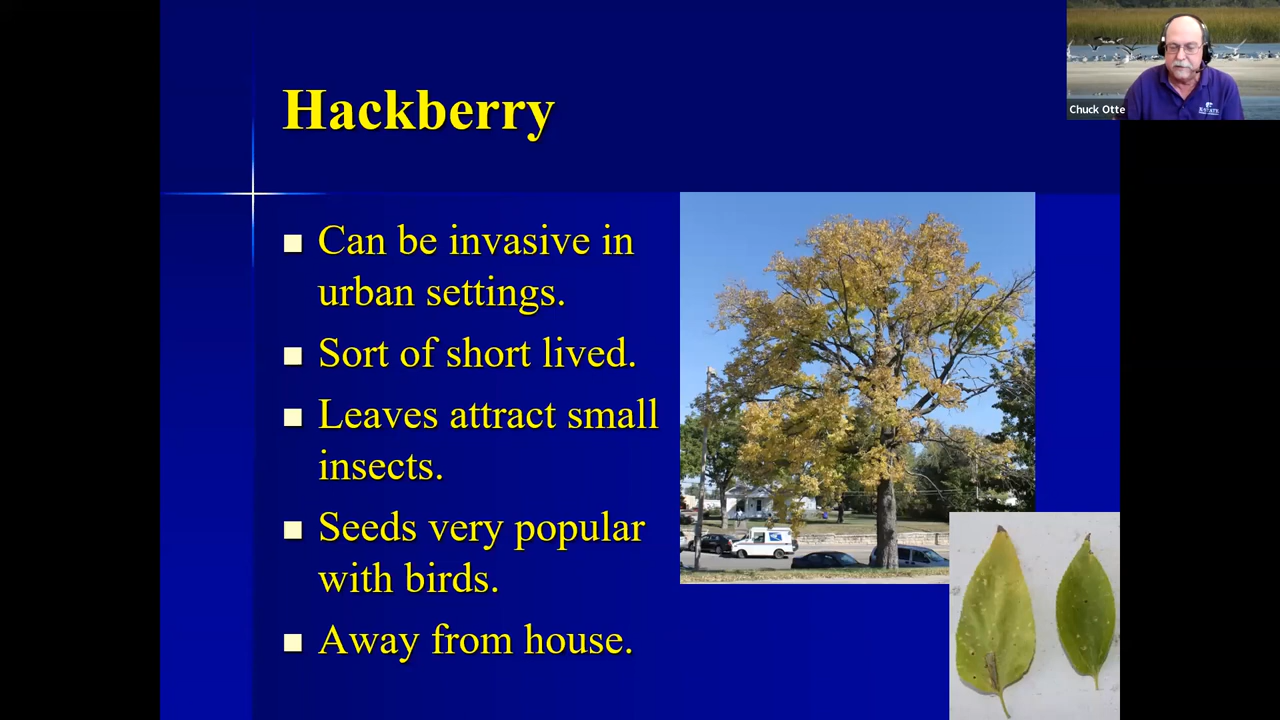 Hackberry
Can be invasive in
urban settings.
Sort of short lived.
Leaves attract small
insects.
Seeds very popular
with birds.
Away from house.
Chuck Otte